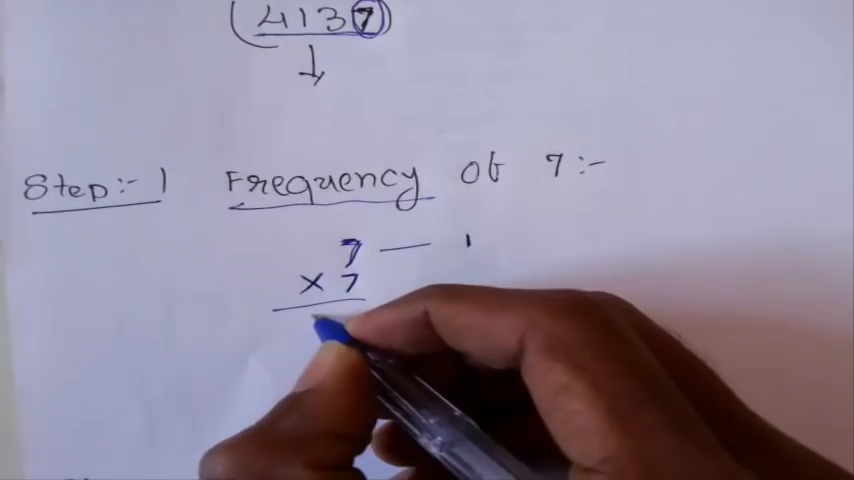 (4137)
Step:- 1 Frequency of 7:-
7 — 1
× 7